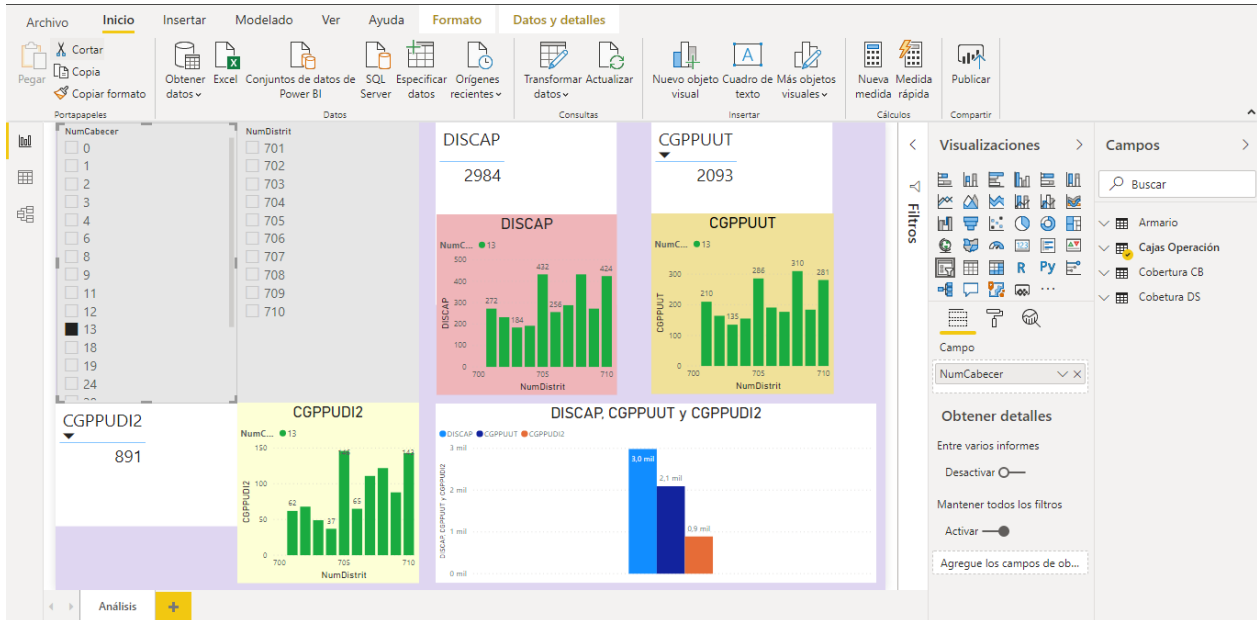 Archivo Inicio Insertar Modelado Ver Ayuda Formato Datos y detalles
Pegar
Cortar
Copia
Copiar formato
Portapapeles
Obtener datos
Excel
Conjuntos de datos de Power BI
SQL Server
Especificar datos
Orígenes recientes
Datos
Transformar datos
Actualizar
Consultas
Nuevo objeto visual
Cuadro de texto
Más objetos visuales
Insertar
Nueva medida
Medida rápida
Cálculos
Publicar
Compartir
NumCabecer
0
1
2
3
4
6
8
9
11
12
13
18
19
24
NumDistrit
701
702
703
704
705
706
707
708
709
710
DISCAP
2984
CGPPUUT
2093
DISCAP
NumC... 13
500
400
300
200
100
0
DISCAP
272
184
432
256
424
700 705 710
NumDistrit
CGPPUUT
NumC... 13
300
200
100
0
CGPPUUT
210
135
286
310
281
700 705 710
NumDistrit
CGPPUDI2
891
CGPPUDI2
NumC... 13
150
100
50
0
CGPPUDI2
62
37
65
700 705 710
NumDistrit
DISCAP, CGPPUUT y CGPPUDI2
DISCAP CGPPUUT CGPPUDI2
3 mil
2 mil
1 mil
0 mil
DISCAP, CGPPUUT y CGPPUDI2
3,0 mil
2,1 mil
0,9 mil
Filtros
Visualizaciones
R Py
Campo
NumCabecer
Obtener detalles
Entre varios informes
Desactivar
Mantener todos los filtros
Activar
Agregue los campos de ob...
Campos
Buscar
Armario
Cajas Operación
Cobertura CB
Cobetura DS
Análisis